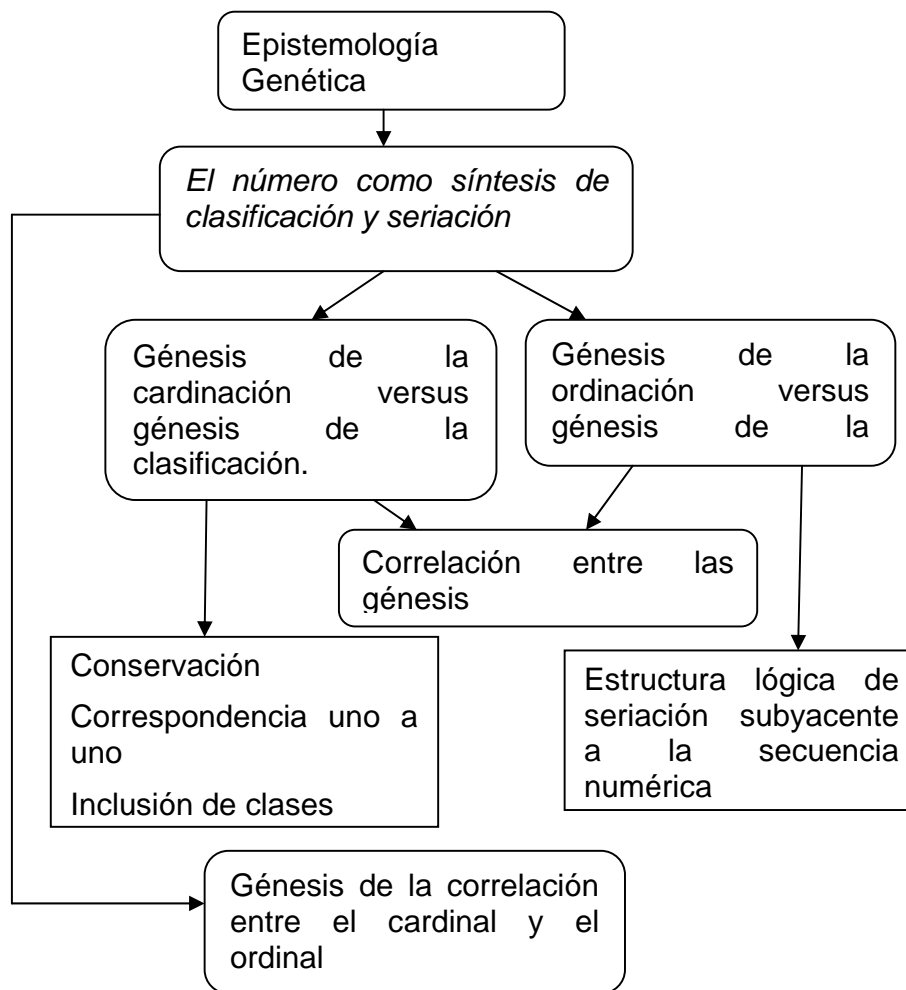 Epistemología
Genética
El número como síntesis de
clasificación y seriación
Génesis de la
cardinación versus
génesis de la
clasificación.
Génesis de la
ordinación versus
génesis de la
Correlación entre las
génesis
Conservación
Correspondencia uno a
uno
Inclusión de clases
Estructura lógica de
seriación subyacente
a la secuencia
numérica
Génesis de la correlación
entre el cardinal y el
ordinal